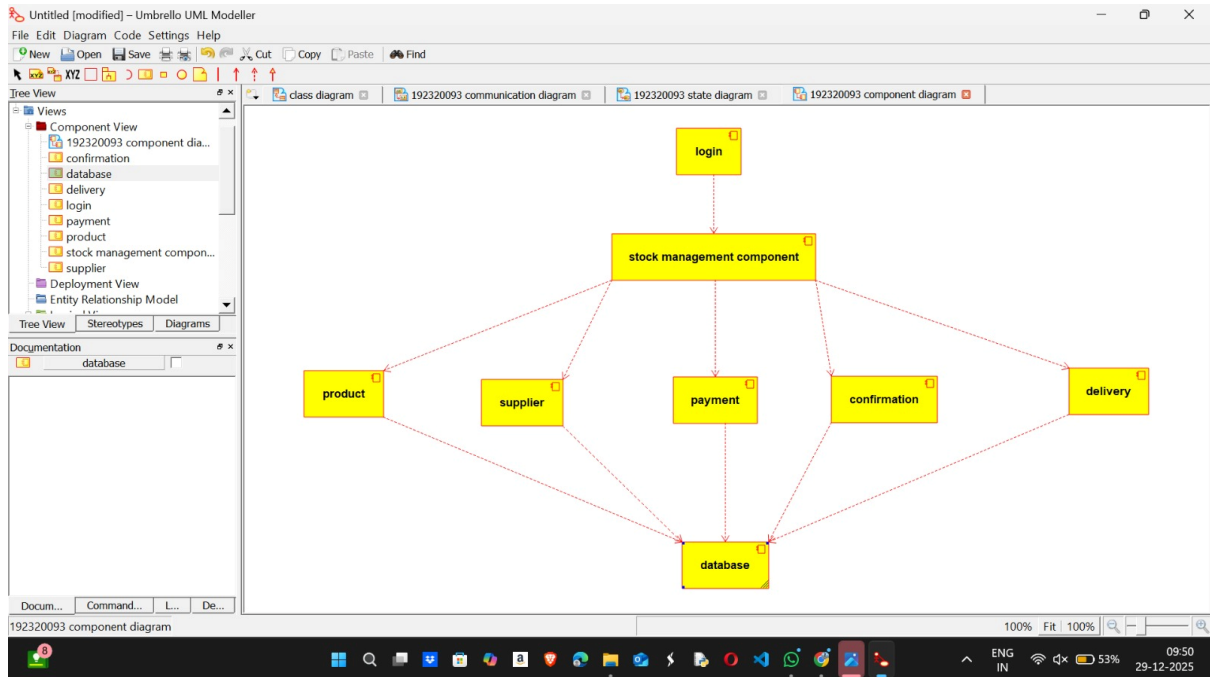 Untitled [modified] – Umbrello UML Modeller
File Edit Diagram Code Settings Help
New Open Save Cut Copy Paste Find
XYZ XYZ
Tree View
class diagram 192320093 communication diagram 192320093 state diagram 192320093 component diagram
Views
Component View
192320093 component dia...
confirmation
database
delivery
login
payment
product
stock management compon...
supplier
Deployment View
Entity Relationship Model
Tree View Stereotypes Diagrams
Documentation
database
Docum... Command... L... De...
login
stock management component
product supplier payment confirmation delivery
database
192320093 component diagram
100% Fit 100%
8
a
ENG
IN
53%
09:50
29-12-2025